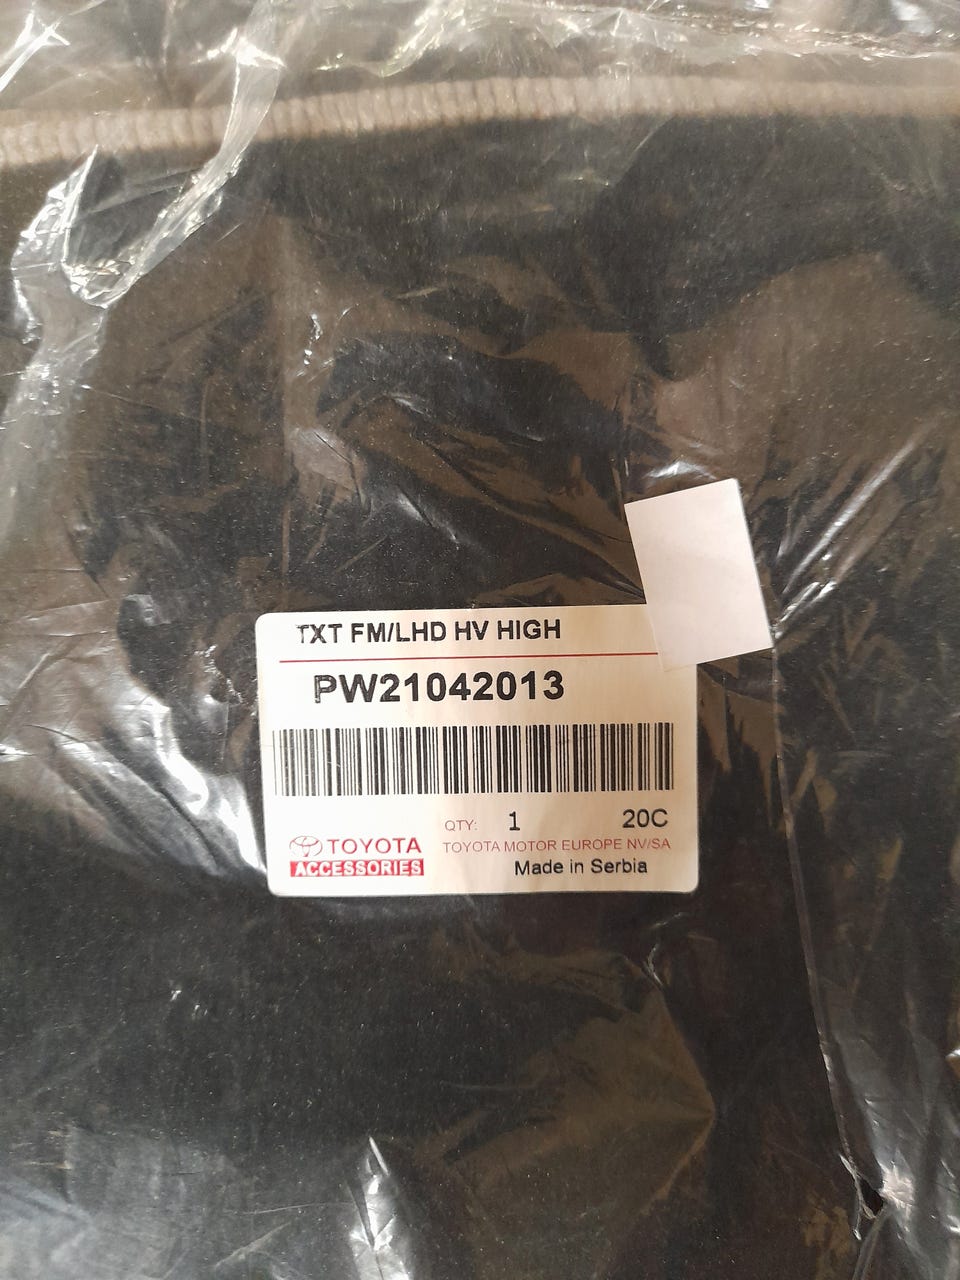 TXT FM/LHD HV HIGH
PW21042013
QTY: 1 20C
TOYOTA TOYOTA MOTOR EUROPE NV/SA
ACCESSORIES Made in Serbia